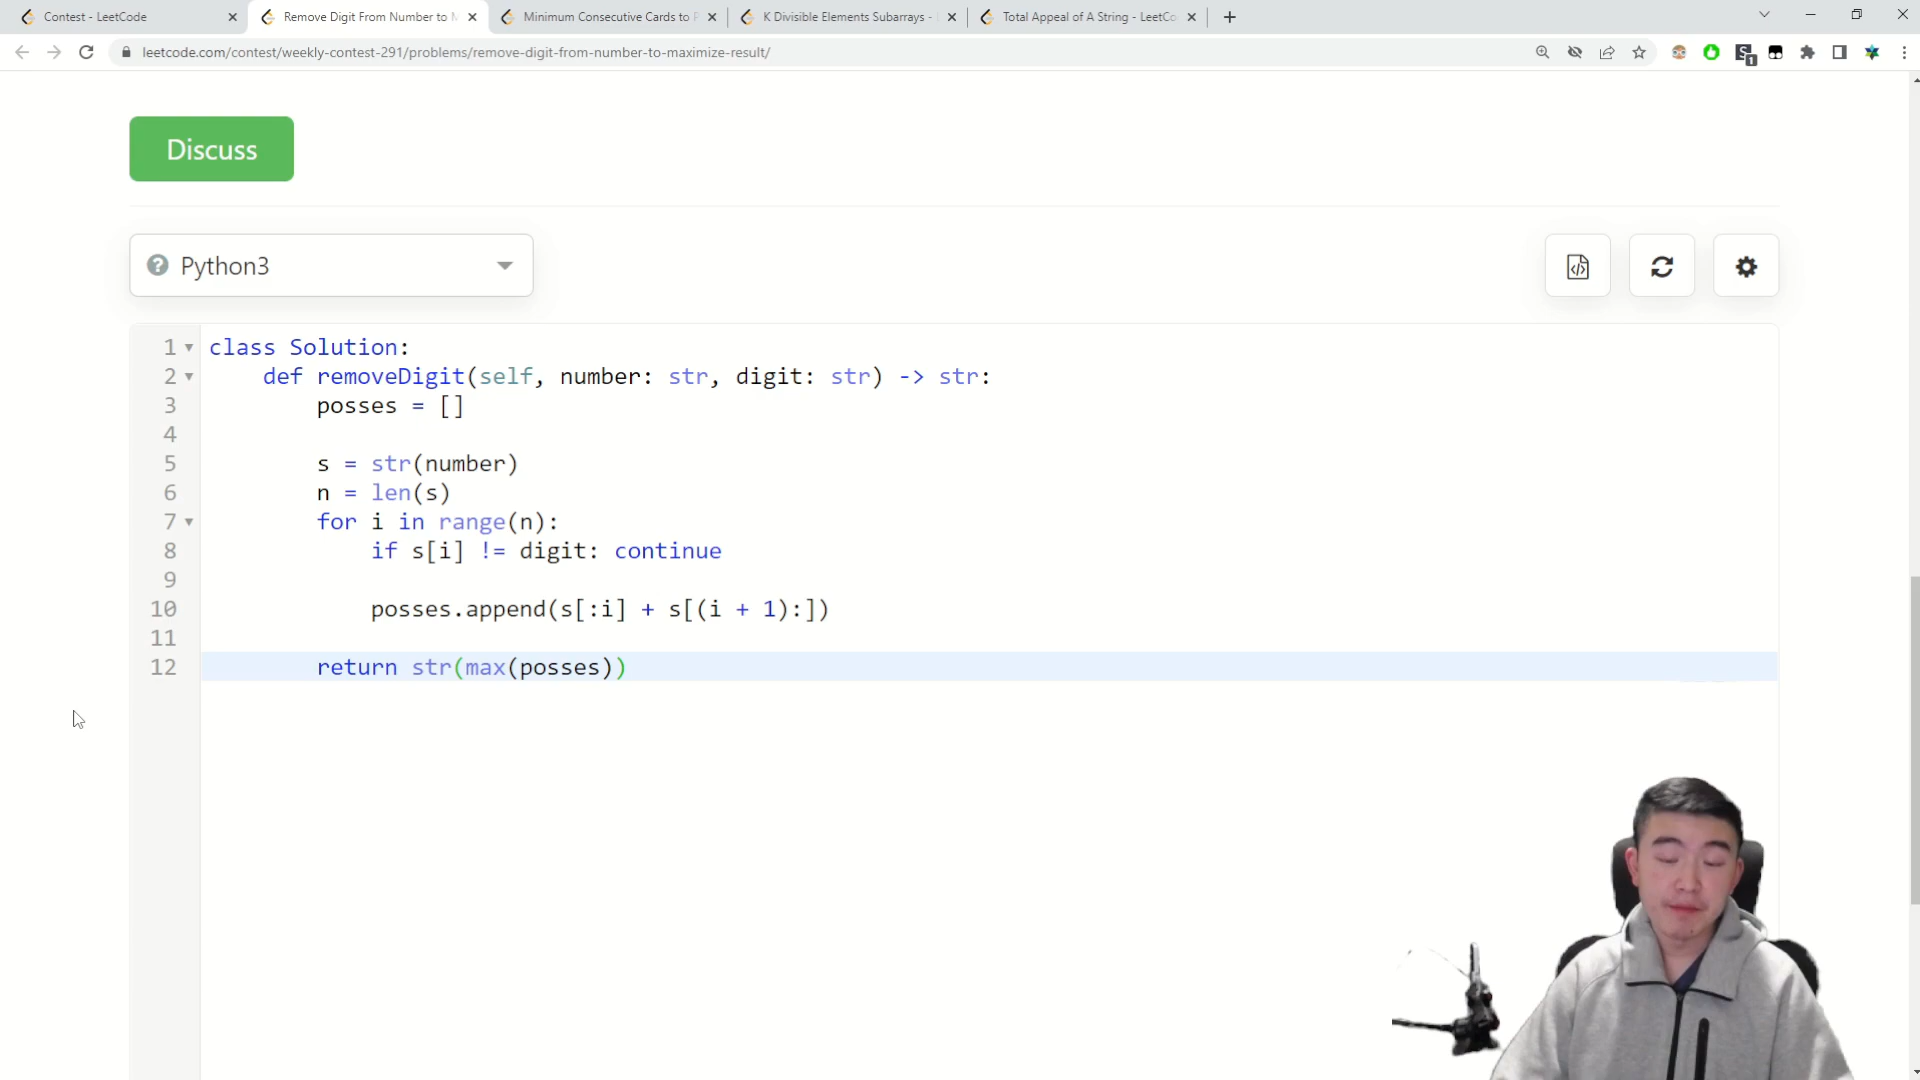 Contest - LeetCode
Remove Digit From Number to M
Minimum Consecutive Cards to P
K Divisible Elements Subarrays -
Total Appeal of A String - LeetCo
leetcode.com/contest/weekly-contest-291/problems/remove-digit-from-number-to-maximize-result/
Discuss
Python3
1 class Solution:
2 def removeDigit(self, number: str, digit: str) -> str:
3 posses = []
4
5 s = str(number)
6 n = len(s)
7 for i in range(n):
8 if s[i] != digit: continue
9
10 posses.append(s[:i] + s[(i + 1):])
11
12 return str(max(posses))